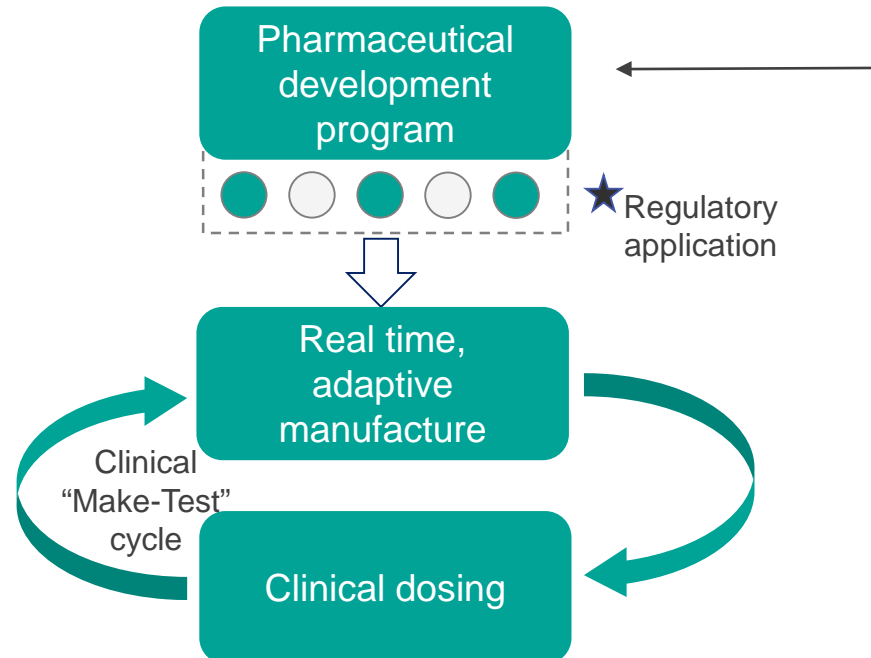 Pharmaceutical
development
program
Regulatory
application
Real time,
adaptive
manufacture
Clinical
“Make-Test”
cycle
Clinical dosing